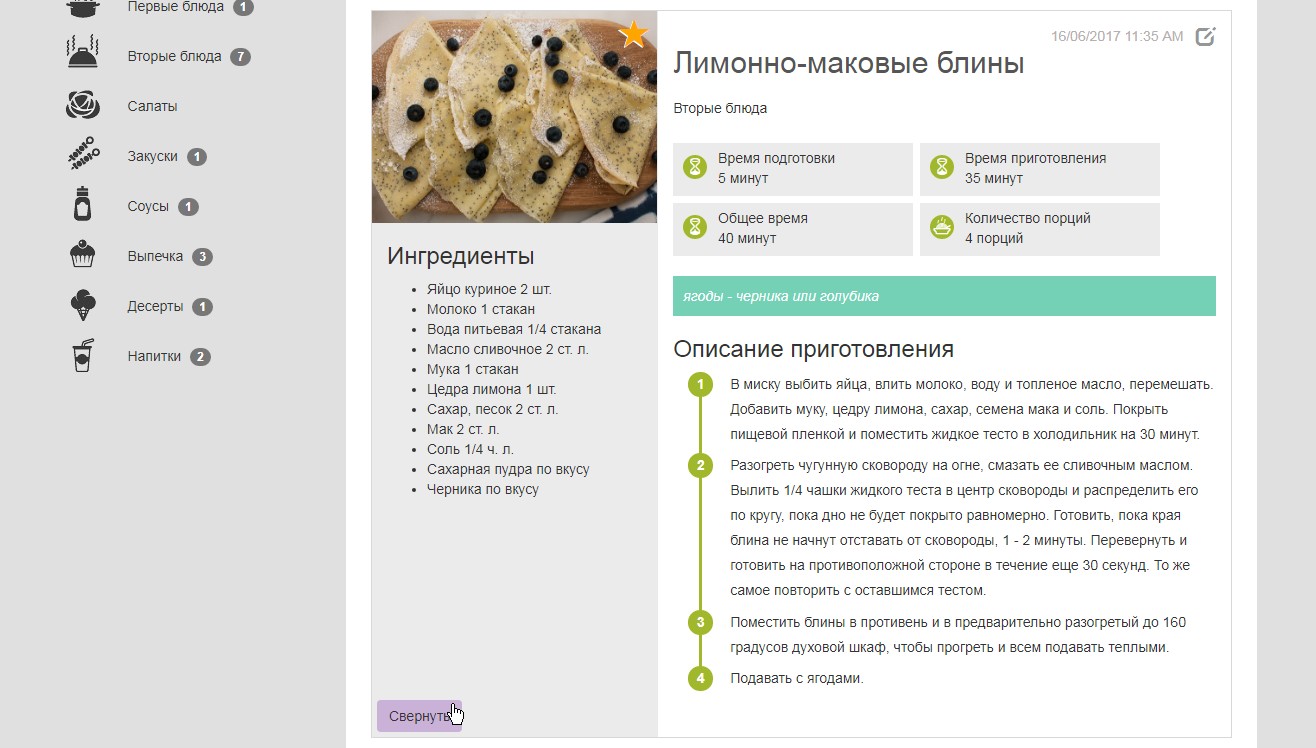 Первые блюда 1
Вторые блюда 7
Салаты
Закуски 1
Соусы 1
Выпечка 3
Десерты 1
Напитки 2
Ингредиенты
Яйцо куриное 2 шт.
Молоко 1 стакан
Вода питьевая 1/4 стакана
Масло сливочное 2 ст. л.
Мука 1 стакан
Цедра лимона 1 шт.
Сахар, песок 2 ст. л.
Мак 2 ст. л.
Соль 1/4 ч. л.
Сахарная пудра по вкусу
Черника по вкусу
Свернуть
16/06/2017 11:35 AM
Лимонно-маковые блины
Вторые блюда
Время подготовки
5 минут
Время приготовления
35 минут
Общее время
40 минут
Количество порций
4 порций
ягоды - черника или голубика
Описание приготовления
1 В миску выбить яйца, влить молоко, воду и топленое масло, перемешать.
Добавить муку, цедру лимона, сахар, семена мака и соль. Покрыть
пищевой пленкой и поместить жидкое тесто в холодильник на 30 минут.
2 Разогреть чугунную сковороду на огне, смазать ее сливочным маслом.
Вылить 1/4 чашки жидкого теста в центр сковороды и распределить его
по кругу, пока дно не будет покрыто равномерно. Готовить, пока края
блина не начнут отставать от сковороды, 1 - 2 минуты. Перевернуть и
готовить на противоположной стороне в течение еще 30 секунд. То же
самое повторить с оставшимся тестом.
3 Поместить блины в противень и в предварительно разогретый до 160
градусов духовой шкаф, чтобы прогреть и всем подавать теплыми.
4 Подавать с ягодами.